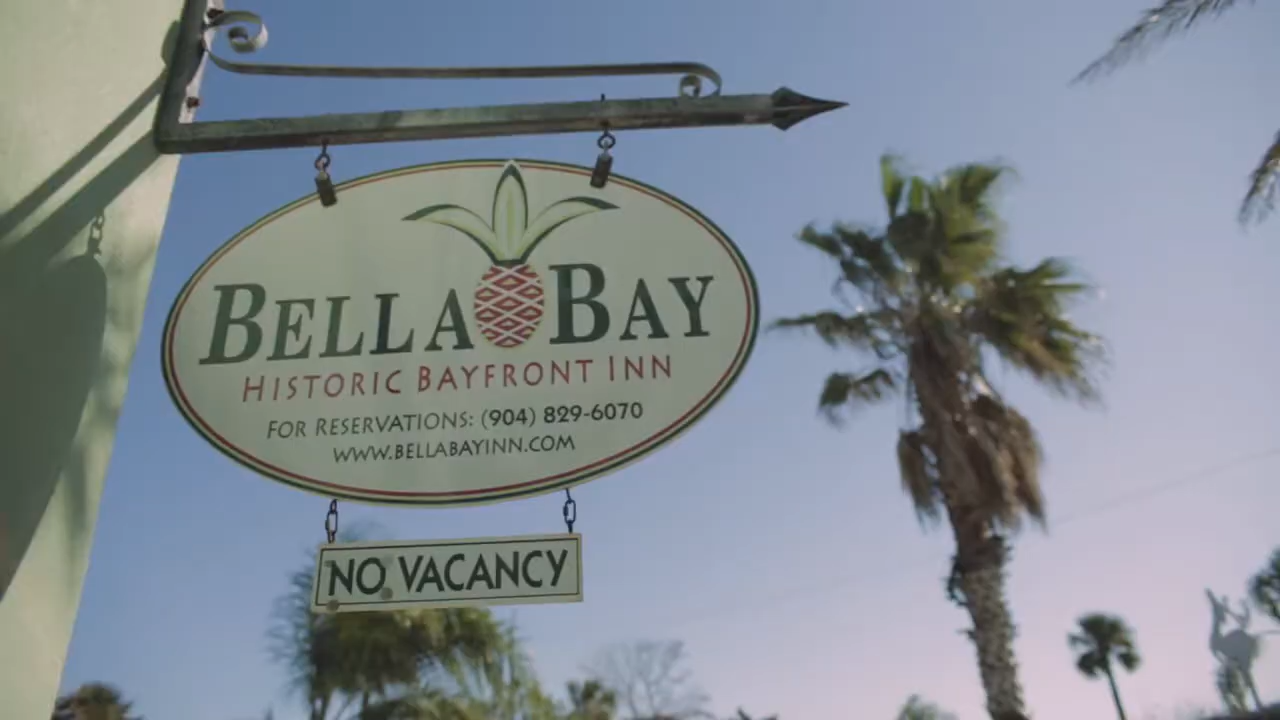 BELLA BAY
HISTORIC BAYFRONT INN
FOR RESERVATIONS: (904) 829-6070
WWW.BELLABAYINN.COM
NO VACANCY